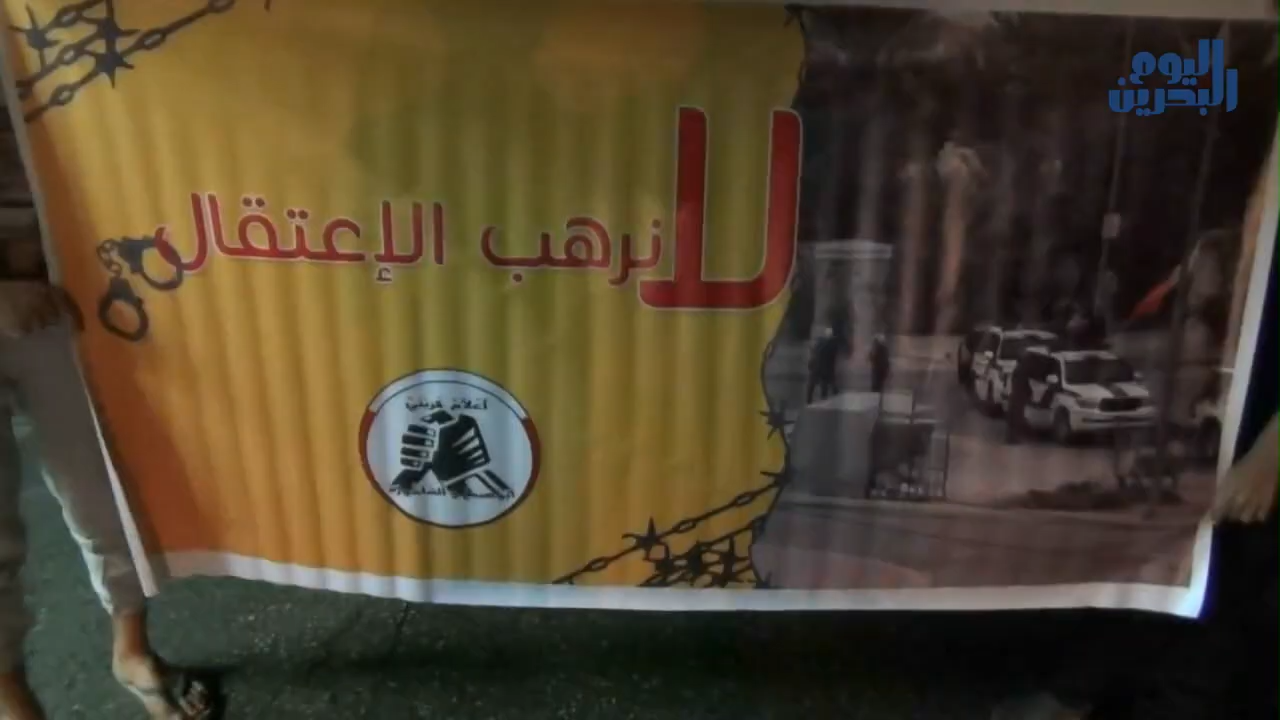 اليوم
البحرين
لا نرهب الإعتقال